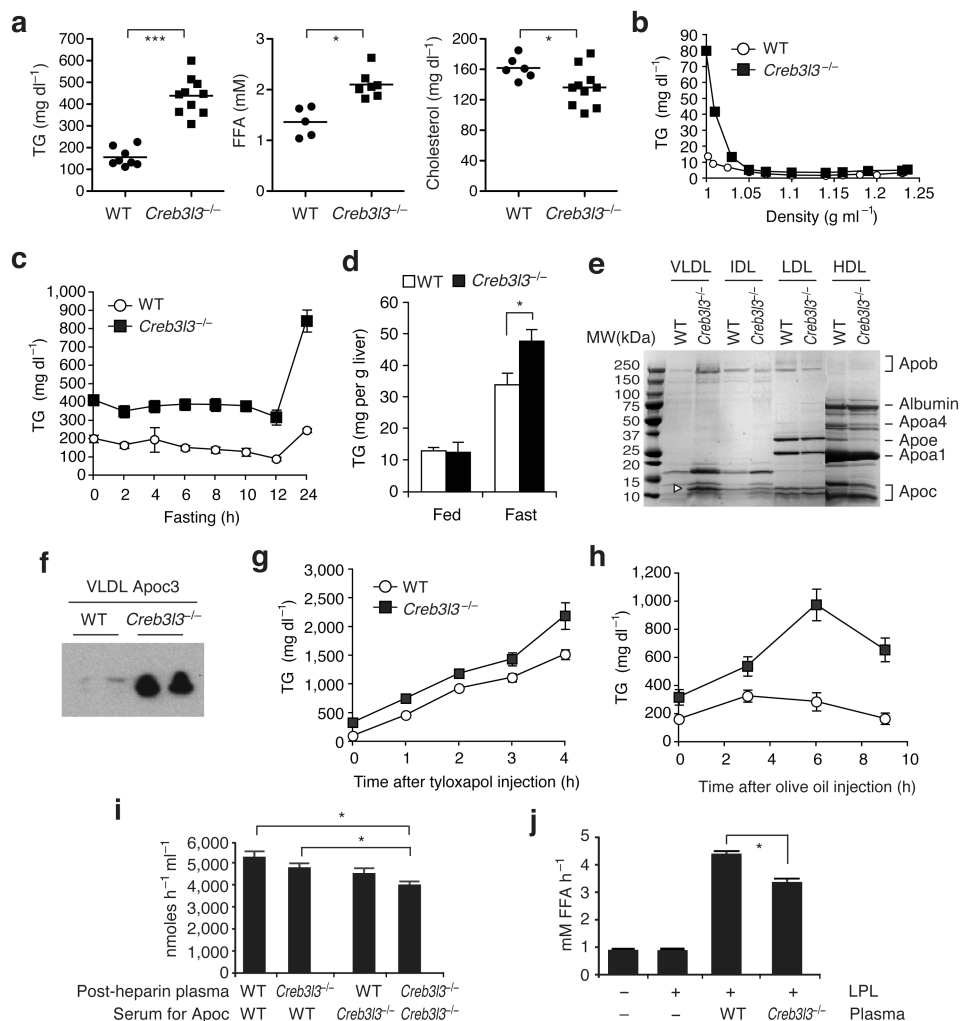 a
***
700
600
500
400
300
200
100
0
TG (mg dl⁻¹)
WT Creb3l3⁻/⁻
*
3
2
1
0
FFA (mM)
WT Creb3l3⁻/⁻
*
200
160
120
80
40
0
Cholesterol (mg dl⁻¹)
WT Creb3l3⁻/⁻
b
90
80
70
60
50
40
30
20
10
0
TG (mg dl⁻¹)
WT
Creb3l3⁻/⁻
1 1.05 1.1 1.15 1.2 1.25
Density (g ml⁻¹)
c
1,000
900
800
700
600
500
400
300
200
100
0
TG (mg dl⁻¹)
WT
Creb3l3⁻/⁻
0 2 4 6 8 10 12 24
Fasting (h)
d
WT Creb3l3⁻/⁻
*
60
50
40
30
20
10
0
TG (mg per g liver)
Fed Fast
e
VLDL IDL LDL HDL
MW(kDa) WT Creb3l3⁻/⁻ WT Creb3l3⁻/⁻ WT Creb3l3⁻/⁻ WT Creb3l3⁻/⁻
250
150
100
75
50
37
25
20
15
10
Apob
Albumin
Apoa4
Apoe
Apoa1
Apoc
f
VLDL Apoc3
WT Creb3l3⁻/⁻
g
3,000
2,500
2,000
1,500
1,000
500
0
TG (mg dl⁻¹)
WT
Creb3l3⁻/⁻
0 1 2 3 4
Time after tyloxapol injection (h)
h
1,200
1,000
800
600
400
200
0
TG (mg dl⁻¹)
0 2 4 6 8 10
Time after olive oil injection (h)
i
*
*
6,000
5,000
4,000
3,000
2,000
1,000
0
nmoles h⁻¹ ml⁻¹
Post-heparin plasma WT Creb3l3⁻/⁻ WT Creb3l3⁻/⁻
Serum for Apoc WT WT Creb3l3⁻/⁻ Creb3l3⁻/⁻
j
*
5
4
3
2
1
0
mM FFA h⁻¹
– + + + LPL
– – WT Creb3l3⁻/⁻ Plasma